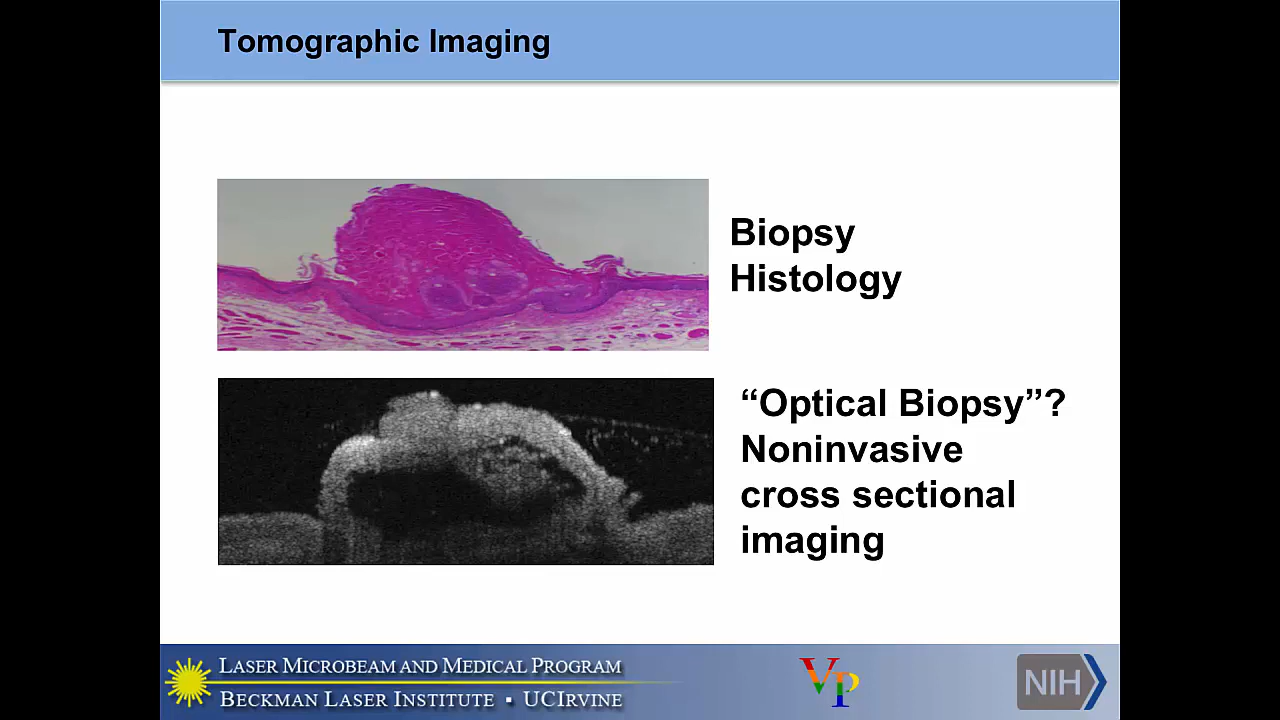 Tomographic Imaging
Biopsy
Histology
“Optical Biopsy”?
Noninvasive
cross sectional
imaging
LASER MICROBEAM AND MEDICAL PROGRAM
BECKMAN LASER INSTITUTE ▪ UCIRVINE
VP
NIH